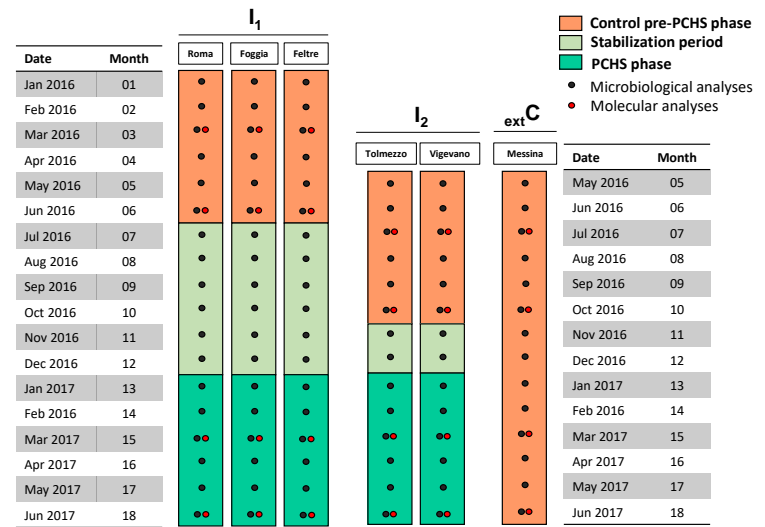 I1
Roma Foggia Feltre
Control pre-PCHS phase
Stabilization period
PCHS phase
Microbiological analyses
Molecular analyses
Date Month
Jan 2016 01
Feb 2016 02
Mar 2016 03
Apr 2016 04
May 2016 05
Jun 2016 06
Jul 2016 07
Aug 2016 08
Sep 2016 09
Oct 2016 10
Nov 2016 11
Dec 2016 12
Jan 2017 13
Feb 2016 14
Mar 2017 15
Apr 2017 16
May 2017 17
Jun 2017 18
I2
Tolmezzo Vigevano
extC
Messina
Date Month
May 2016 05
Jun 2016 06
Jul 2016 07
Aug 2016 08
Sep 2016 09
Oct 2016 10
Nov 2016 11
Dec 2016 12
Jan 2017 13
Feb 2016 14
Mar 2017 15
Apr 2017 16
May 2017 17
Jun 2017 18